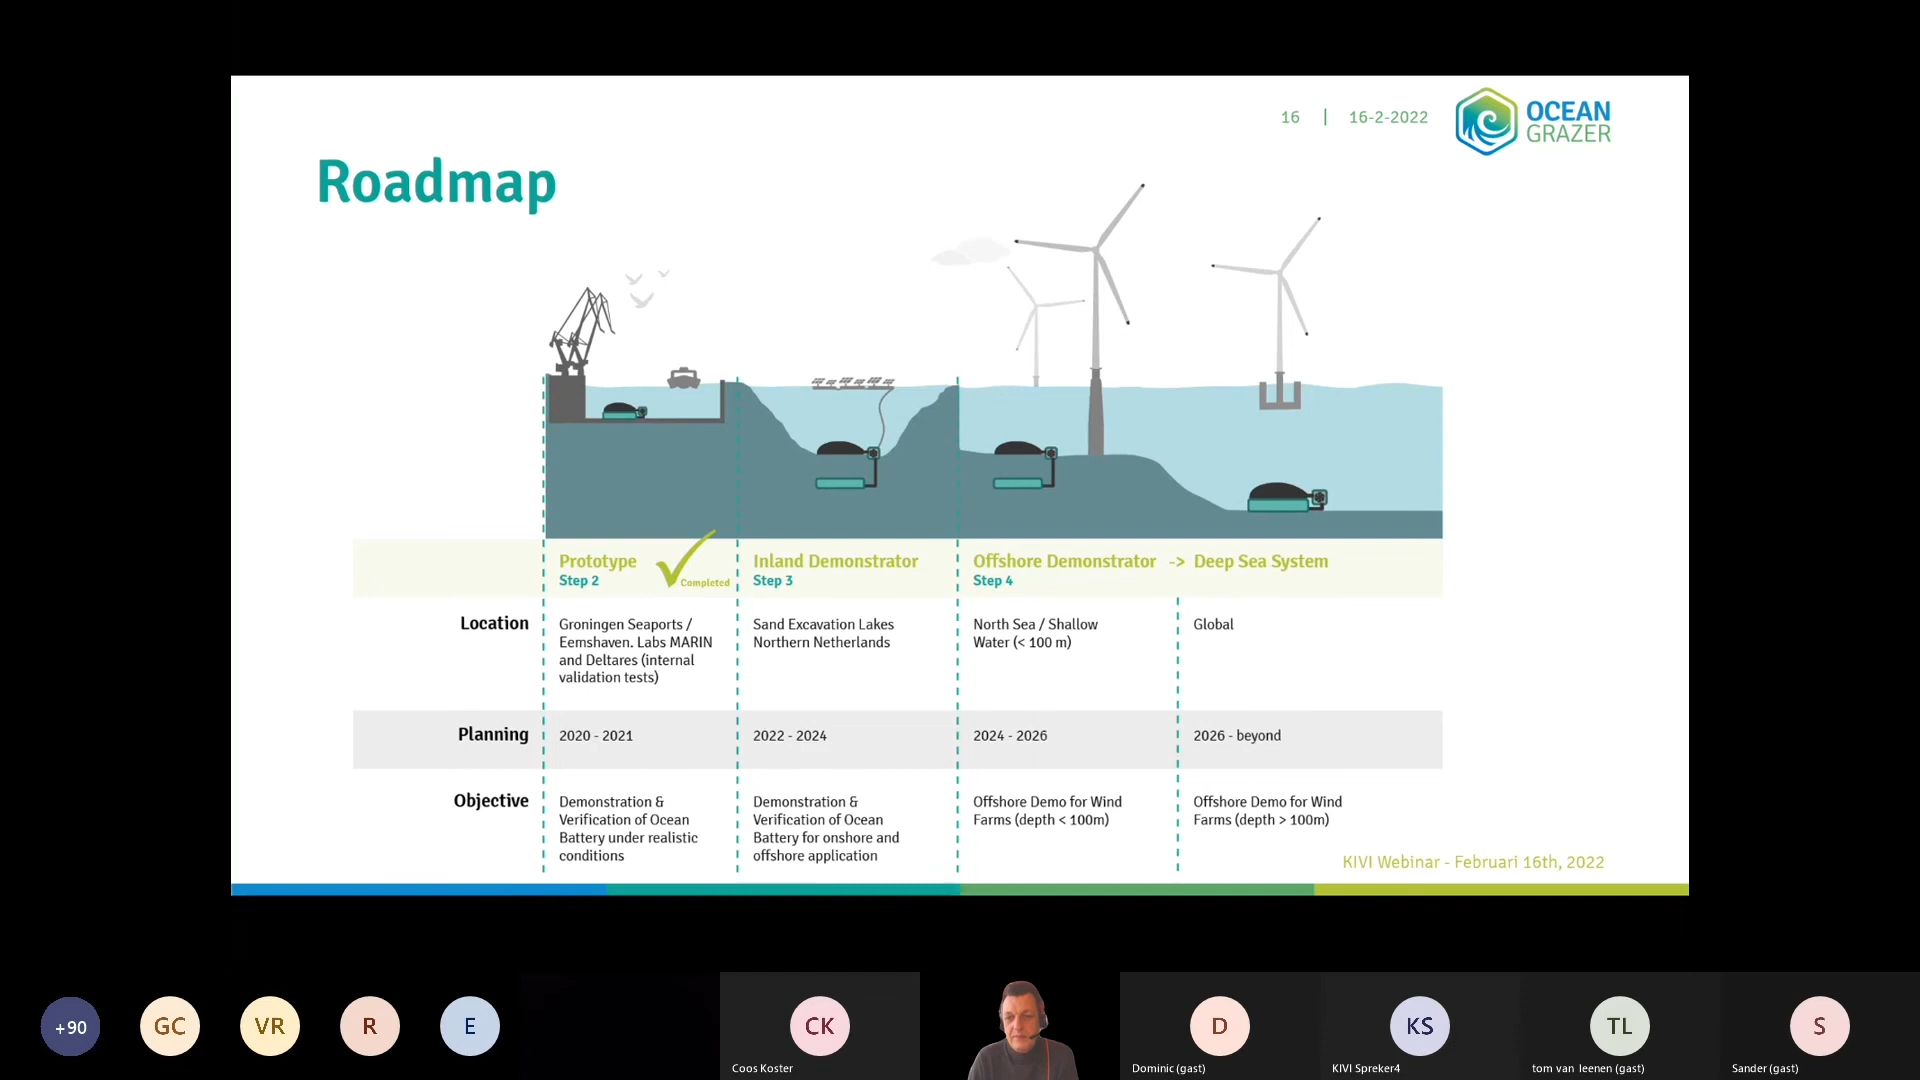 16 | 16-2-2022
OCEAN
GRAZER
Roadmap
Prototype
Step 2
Completed
Inland Demonstrator
Step 3
Offshore Demonstrator -> Deep Sea System
Step 4
Location
Groningen Seaports /
Eemshaven. Labs MARIN
and Deltares (internal
validation tests)
Sand Excavation Lakes
Northern Netherlands
North Sea / Shallow
Water (< 100 m)
Global
Planning
2020 - 2021
2022 - 2024
2024 - 2026
2026 - beyond
Objective
Demonstration &
Verification of Ocean
Battery under realistic
conditions
Demonstration &
Verification of Ocean
Battery for onshore and
offshore application
Offshore Demo for Wind
Farms (depth < 100m)
Offshore Demo for Wind
Farms (depth > 100m)
KIVI Webinar - Februari 16th, 2022
+90
GC
VR
R
E
CK
Coos Koster
D
Dominic (gast)
KS
KIVI Spreker4
TL
tom van leenen (gast)
S
Sander (gast)